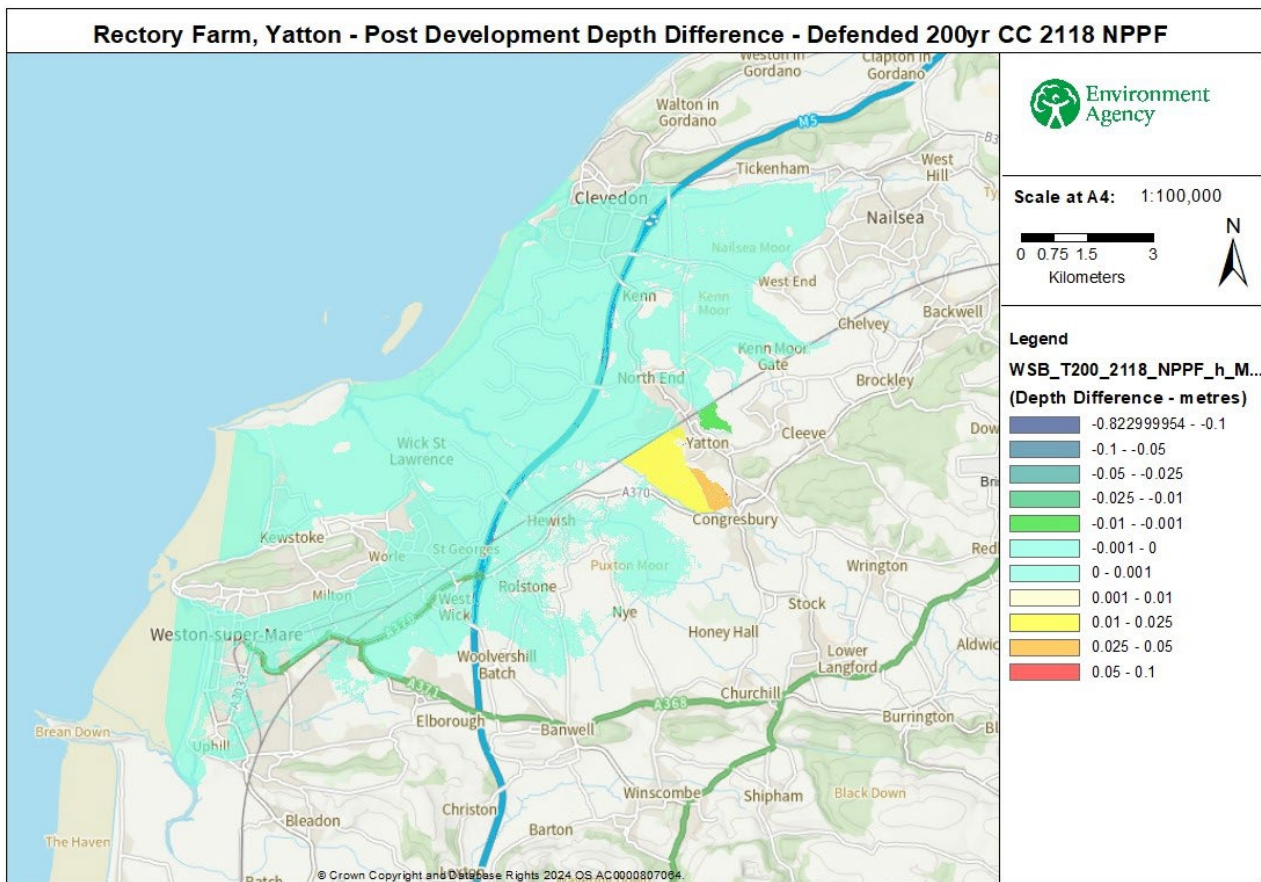 Rectory Farm, Yatton - Post Development Depth Difference - Defended 200yr CC 2118 NPPF
Weston in
Gordano
Clapton in
Gordano
Walton in
Gordano
M5
Tickenham
West
Hill
Clevedon
Nailsea
Nailsea Moor
West End
Kenn
Kenn
Moor
Backwell
Chelvey
Kenn Moor
Gate
North End
Brockley
Yatton
Cleeve
Wick St
Lawrence
A370
Congresbury
Hewish
Kewstoke
St Georges
Worle
Puxton Moor
Wrington
Milton
Rolstone
West
Wick
A370
Nye
Stock
Weston-super-Mare
Honey Hall
Lower
Langford
Woolvershill
Batch
A371
Churchill
A368
Elborough
Banwell
Burrington
Brean Down
Uphill
Black Down
Winscombe
Shipham
Christon
Bleadon
Barton
The Haven
Loxton
© Crown Copyright and Database Rights 2024 OS AC0000807064.
Environment
Agency
Scale at A4: 1:100,000
N
0 0.75 1.5 3
Kilometers
Legend
WSB_T200_2118_NPPF_h_M...
(Depth Difference - metres)
-0.822999954 - -0.1
-0.1 - -0.05
-0.05 - -0.025
-0.025 - -0.01
-0.01 - -0.001
-0.001 - 0
0 - 0.001
0.001 - 0.01
0.01 - 0.025
0.025 - 0.05
0.05 - 0.1